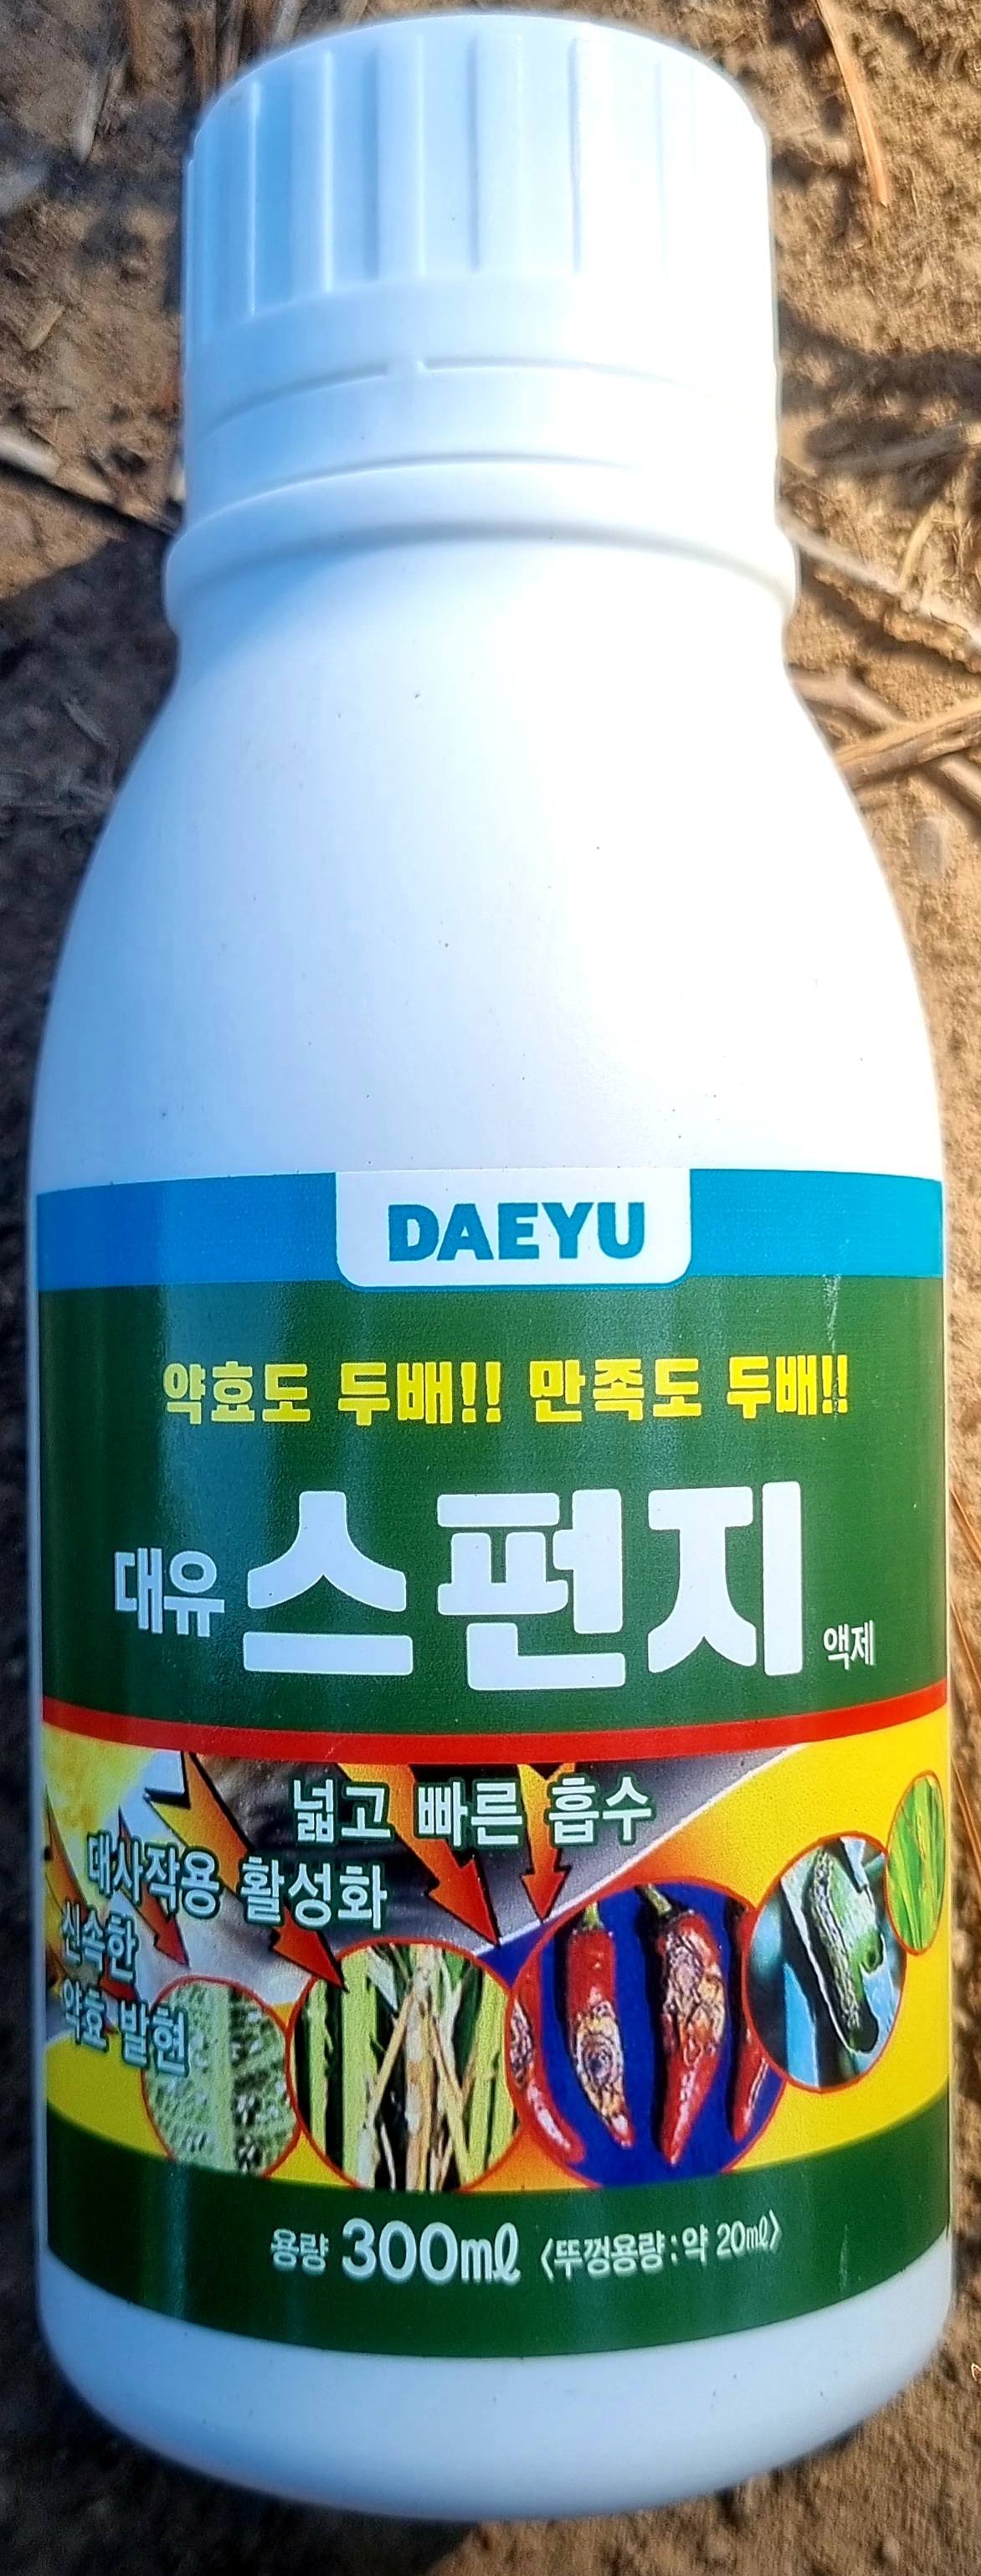 DAEYU
약효도 두배!! 만족도 두배!!
대유 스펀지 액제
넓고 빠른 흡수
대사작용 활성화
신속한
약효 발현
용량 300㎖ <뚜껑용량:약 20㎖>